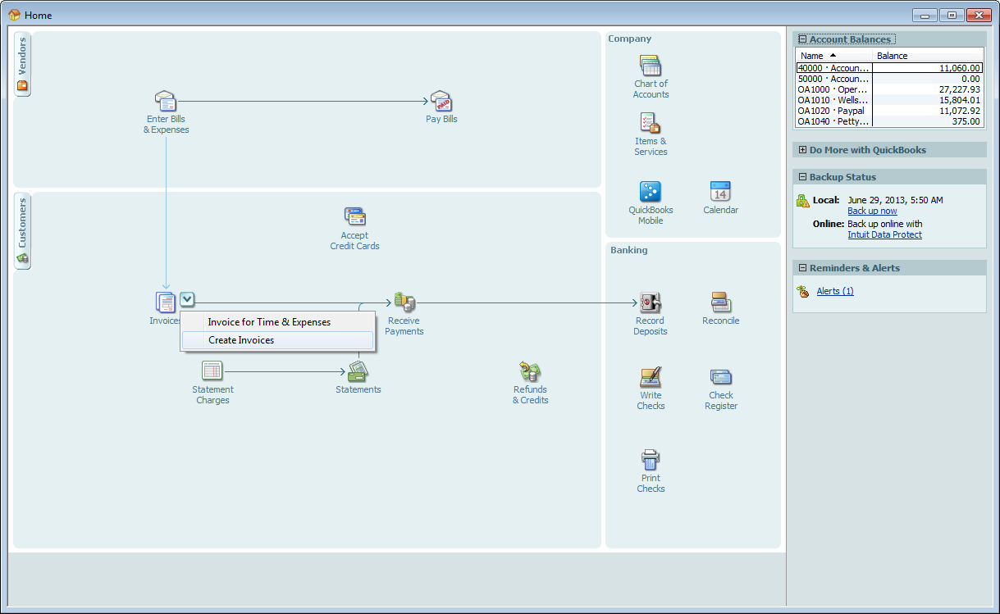 Home
Vendors
Enter Bills
& Expenses
Pay Bills
Customers
Accept
Credit Cards
Invoices
Invoice for Time & Expenses
Create Invoices
Receive
Payments
Statement
Charges
Statements
Refunds
& Credits
Company
Chart of
Accounts
Items &
Services
QuickBooks
Mobile
14
Calendar
Banking
Record
Deposits
Reconcile
Write
Checks
Check
Register
Print
Checks
Account Balances
Name Balance
40000 · Accoun... 11,060.00
50000 · Accoun... 0.00
OA1000 · Oper... 27,227.93
OA1010 · Wells... 15,804.01
OA1020 · Paypal 11,072.92
OA1040 · Petty... 375.00
Do More with QuickBooks
Backup Status
Local: June 29, 2013, 5:50 AM
Back up now
Online: Back up online with
Intuit Data Protect
Reminders & Alerts
Alerts (1)